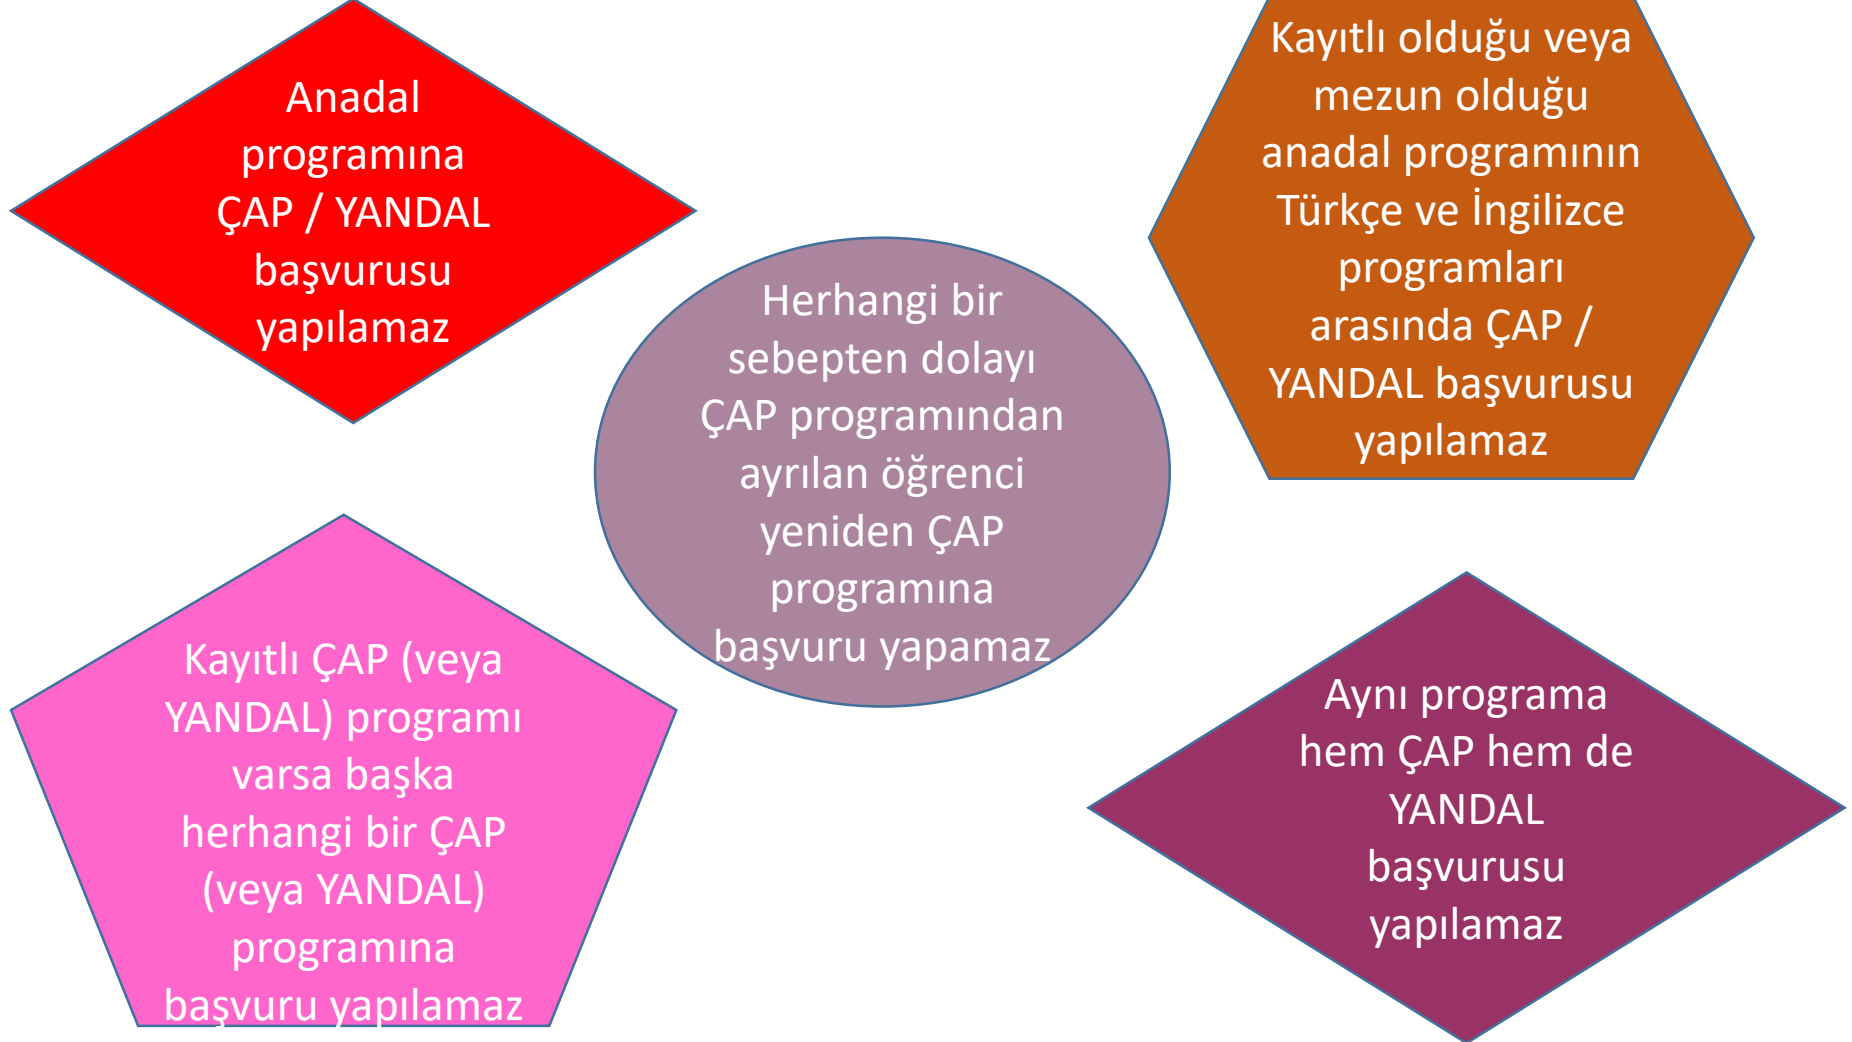 Anadal
programına
ÇAP / YANDAL
başvurusu
yapılamaz
Kayıtlı olduğu veya
mezun olduğu
anadal programının
Türkçe ve İngilizce
programları
arasında ÇAP /
YANDAL başvurusu
yapılamaz
Herhangi bir
sebepten dolayı
ÇAP programından
ayrılan öğrenci
yeniden ÇAP
programına
başvuru yapamaz
Kayıtlı ÇAP (veya
YANDAL) programı
varsa başka
herhangi bir ÇAP
(veya YANDAL)
programına
başvuru yapılamaz
Aynı programa
hem ÇAP hem de
YANDAL
başvurusu
yapılamaz